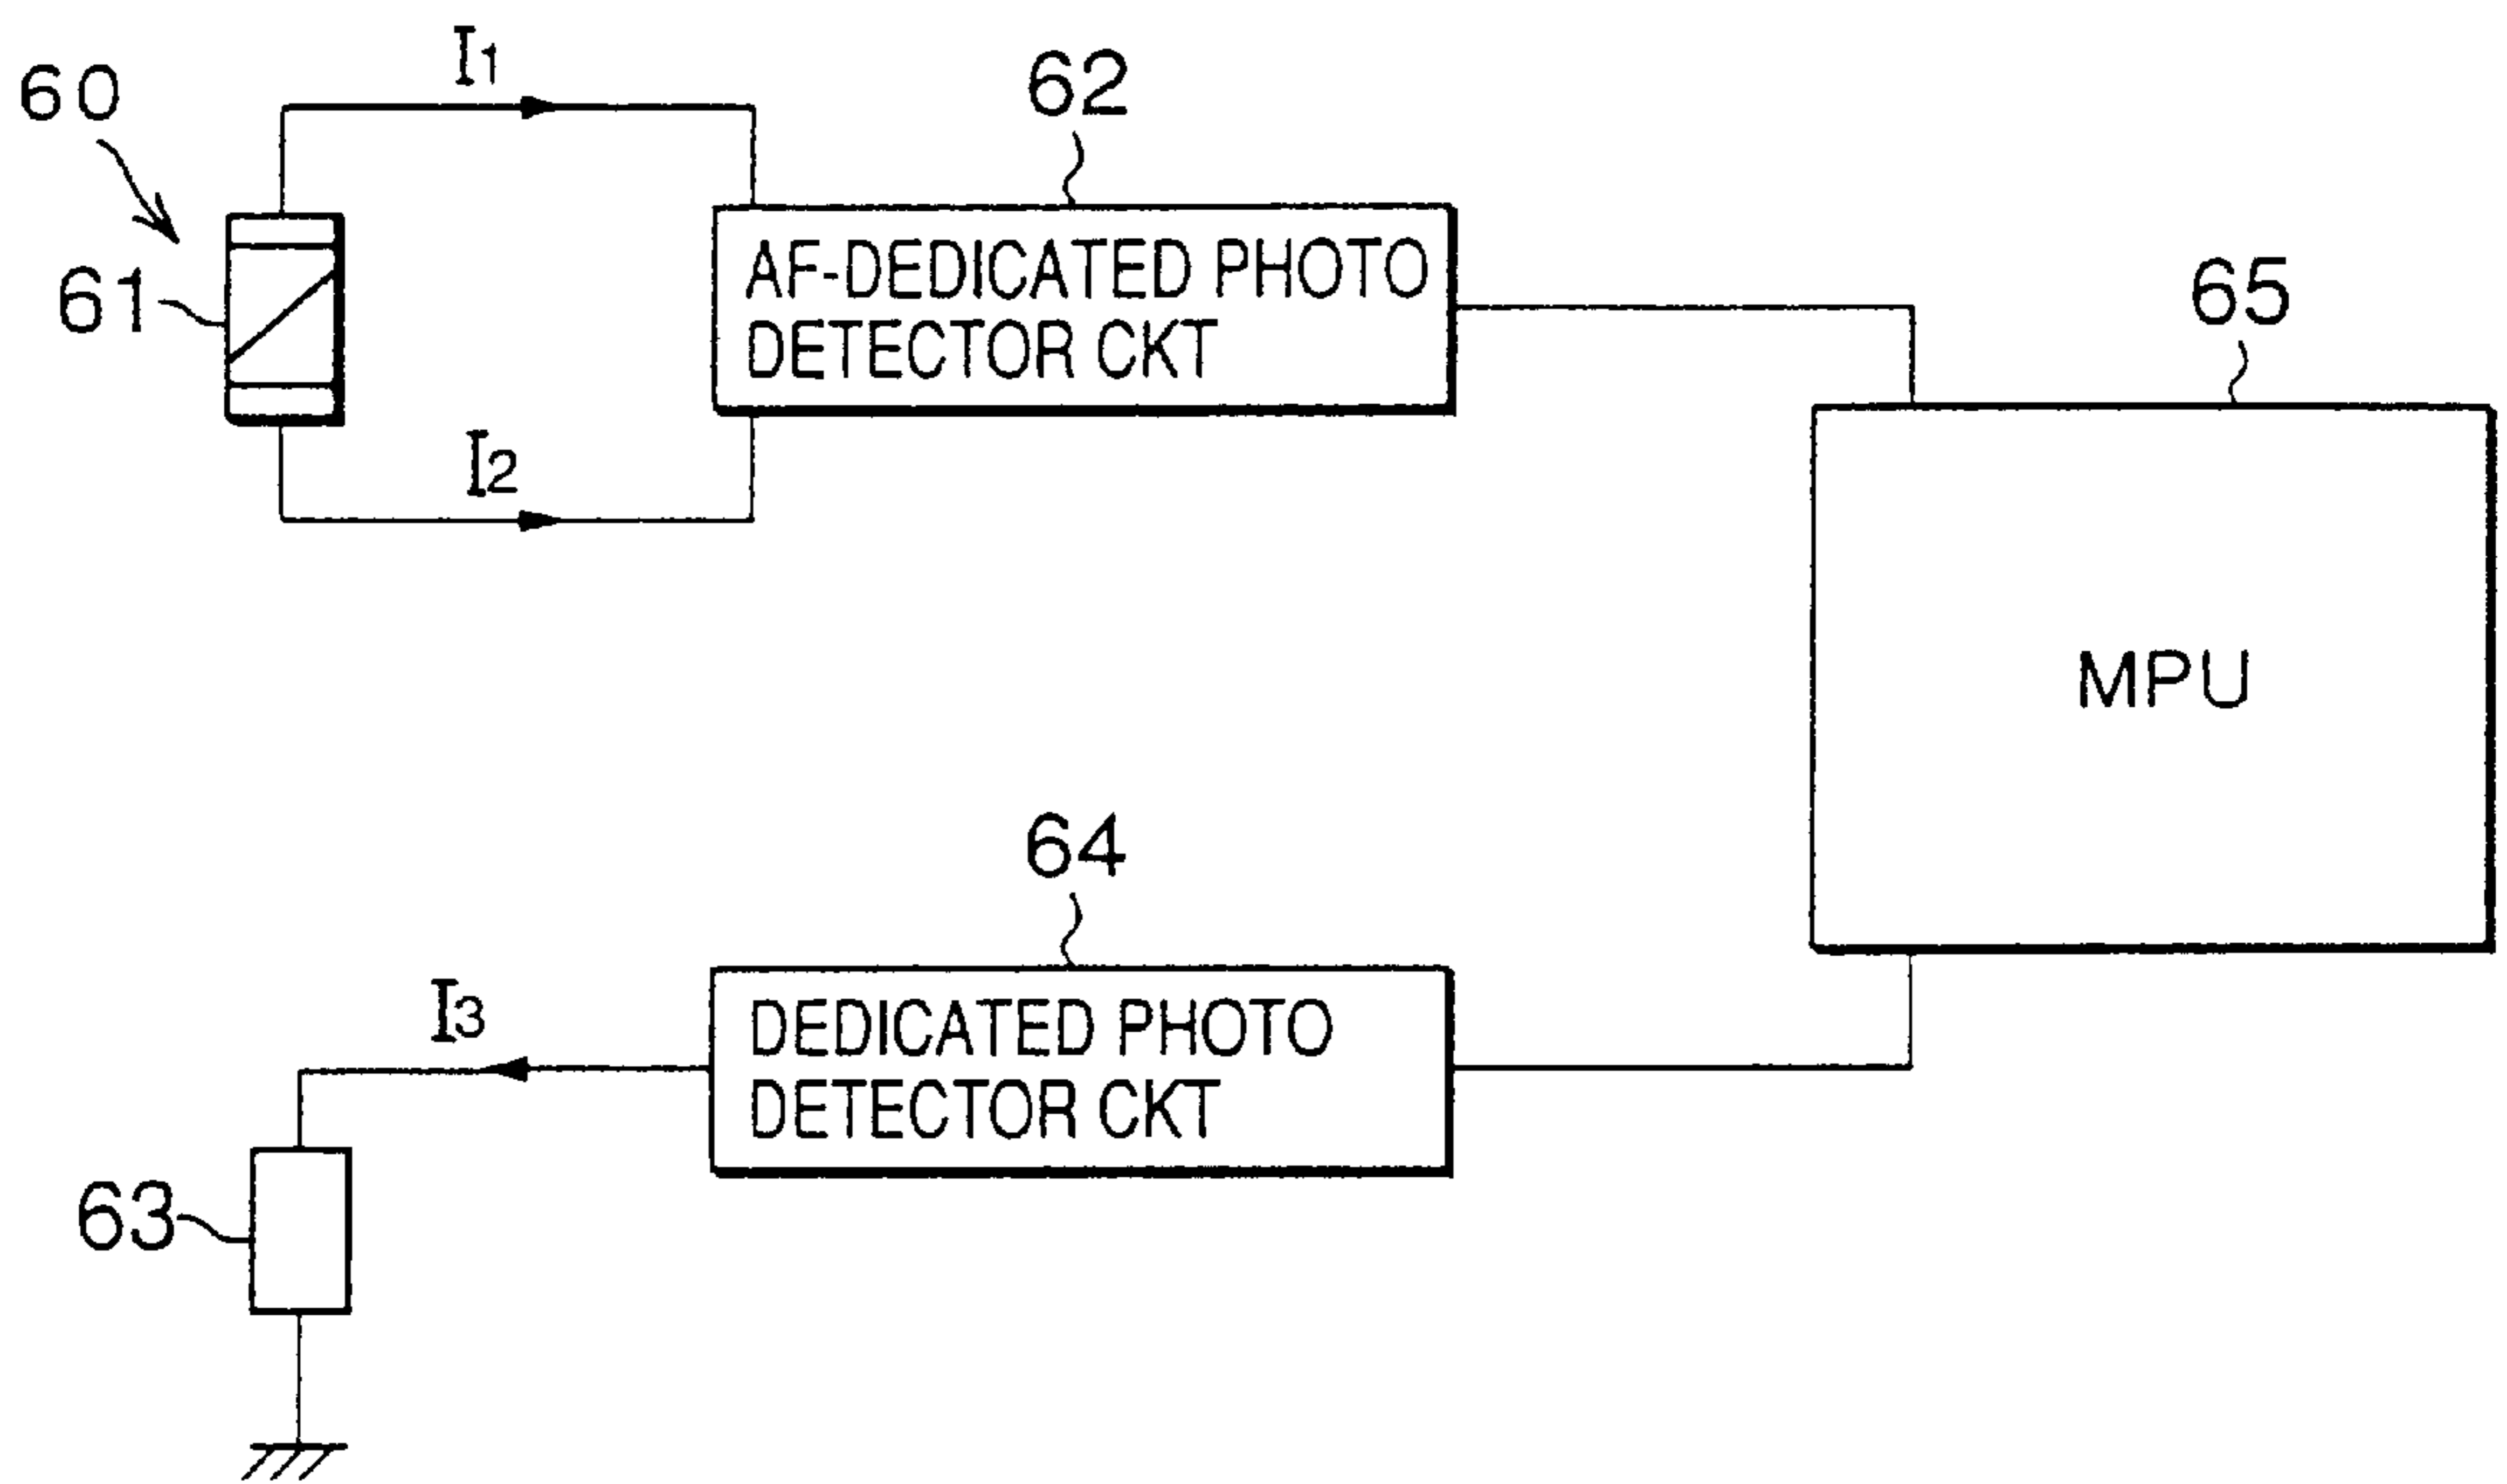 I1
60
62
61
AF-DEDICATED PHOTO
DETECTOR CKT
65
I2
MPU
64
I3
DEDICATED PHOTO
DETECTOR CKT
63